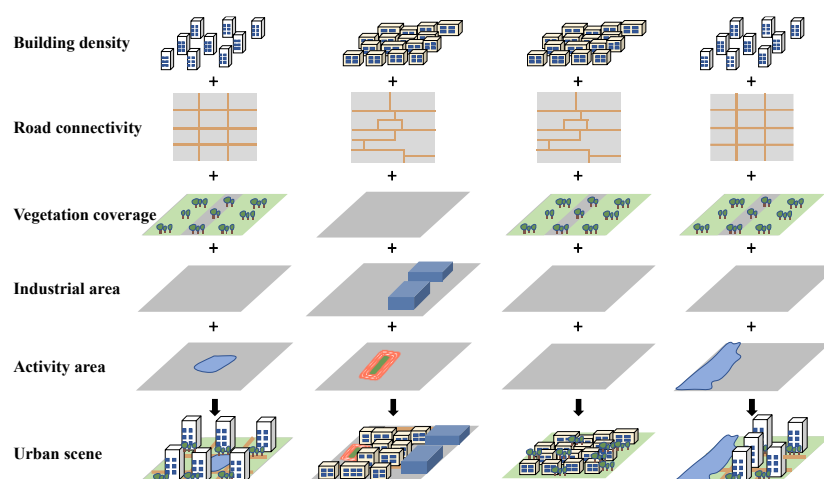 Building density
+ + + +
Road connectivity
+ + + +
Vegetation coverage
+ + + +
Industrial area
+ + + +
Activity area
Urban scene